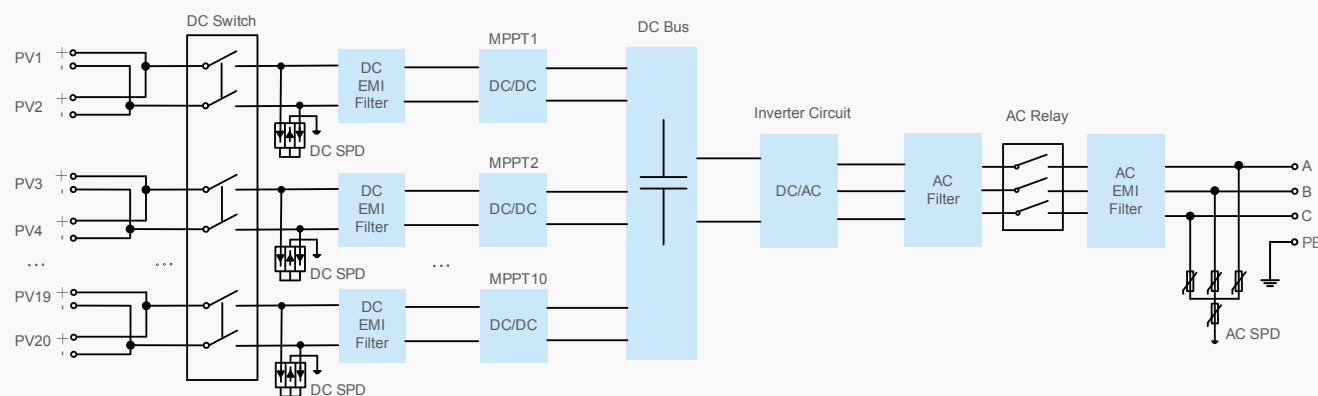 DC Switch
MPPT1
DC Bus
PV1
+
-
DC
EMI
Filter
DC/DC
PV2
+
-
DC SPD
Inverter Circuit
AC Relay
MPPT2
PV3
+
-
DC
EMI
Filter
DC/DC
PV4
+
-
DC SPD
DC/AC
AC
Filter
AC
EMI
Filter
A
B
C
PE
...
...
...
MPPT10
PV19
+
-
DC
EMI
Filter
DC/DC
PV20
+
-
DC SPD
AC SPD